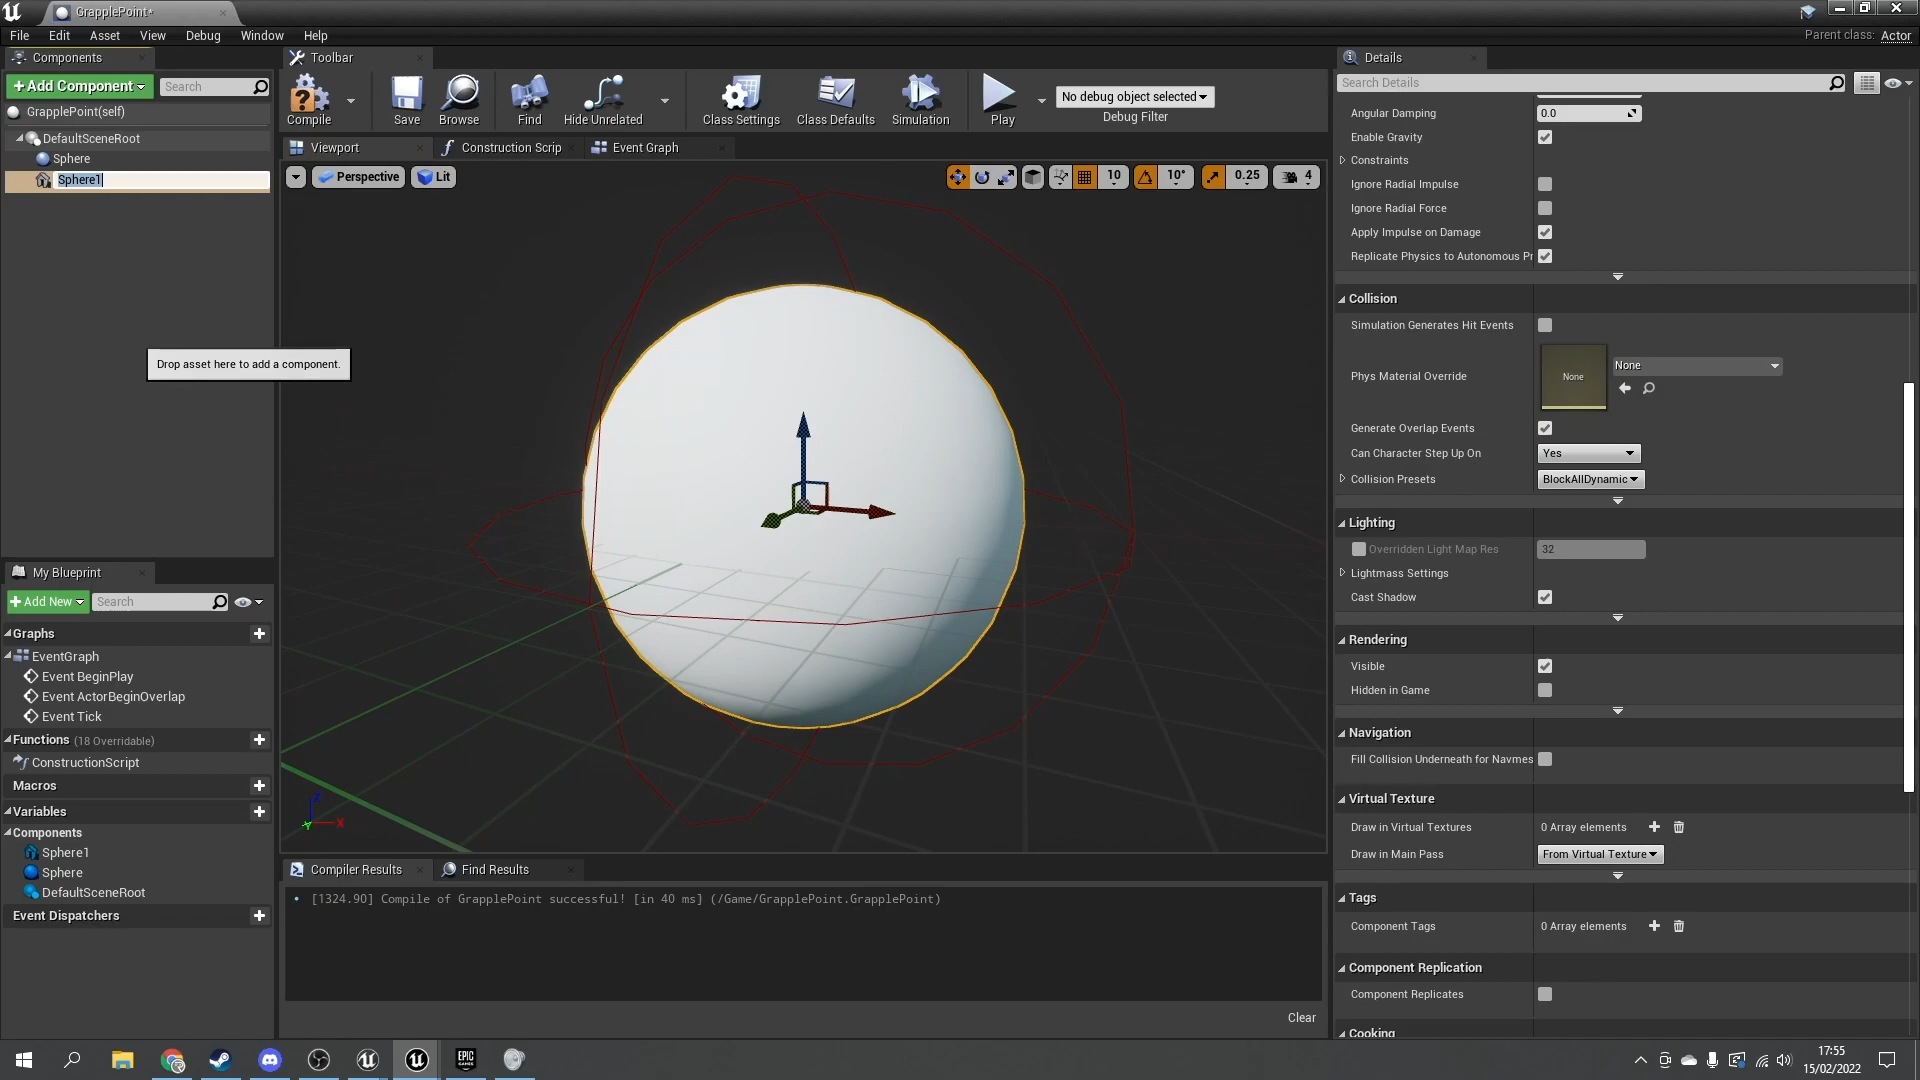 GrapplePoint*
File Edit Asset View Debug Window Help
Parent class: Actor
Components
Toolbar
Details
+Add Component
Search
Compile
Save
Browse
Find
Hide Unrelated
Class Settings
Class Defaults
Simulation
Play
No debug object selected
Debug Filter
Search Details
GrapplePoint(self)
DefaultSceneRoot
Sphere
Sphere1
Viewport
Construction Scrip
Event Graph
Perspective
Lit
10
10°
0.25
4
Drop asset here to add a component.
Angular Damping 0.0
Enable Gravity
Constraints
Ignore Radial Impulse
Ignore Radial Force
Apply Impulse on Damage
Replicate Physics to Autonomous Pr
Collision
Simulation Generates Hit Events
Phys Material Override
None
None
Generate Overlap Events
Can Character Step Up On Yes
Collision Presets BlockAllDynamic
Lighting
Overridden Light Map Res 32
Lightmass Settings
Cast Shadow
Rendering
Visible
Hidden in Game
Navigation
Fill Collision Underneath for Navmes
Virtual Texture
Draw in Virtual Textures 0 Array elements
Draw in Main Pass From Virtual Texture
Tags
Component Tags 0 Array elements
Component Replication
Component Replicates
Cooking
My Blueprint
+Add New
Search
Graphs
EventGraph
Event BeginPlay
Event ActorBeginOverlap
Event Tick
Functions (18 Overridable)
ConstructionScript
Macros
Variables
Components
Sphere1
Sphere
DefaultSceneRoot
Event Dispatchers
Z
X
Y
Compiler Results
Find Results
[1324.90] Compile of GrapplePoint successful! [in 40 ms] (/Game/GrapplePoint.GrapplePoint)
Clear
EPIC GAMES
17:55
15/02/2022